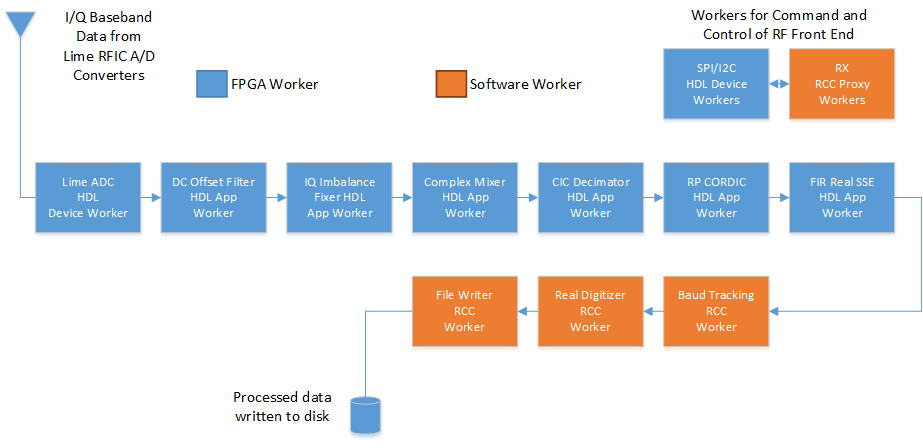 I/Q Baseband
Data from
Lime RFIC A/D
Converters
FPGA Worker
Software Worker
Workers for Command and
Control of RF Front End
SPI/I2C
HDL Device
Workers
RX
RCC Proxy
Workers
Lime ADC
HDL
Device Worker
DC Offset Filter
HDL App
Worker
IQ Imbalance
Fixer HDL
App Worker
Complex Mixer
HDL App
Worker
CIC Decimator
HDL App
Worker
RP CORDIC
HDL App
Worker
FIR Real SSE
HDL App
Worker
Baud Tracking
RCC
Worker
Real Digitizer
RCC
Worker
File Writer
RCC
Worker
Processed data
written to disk